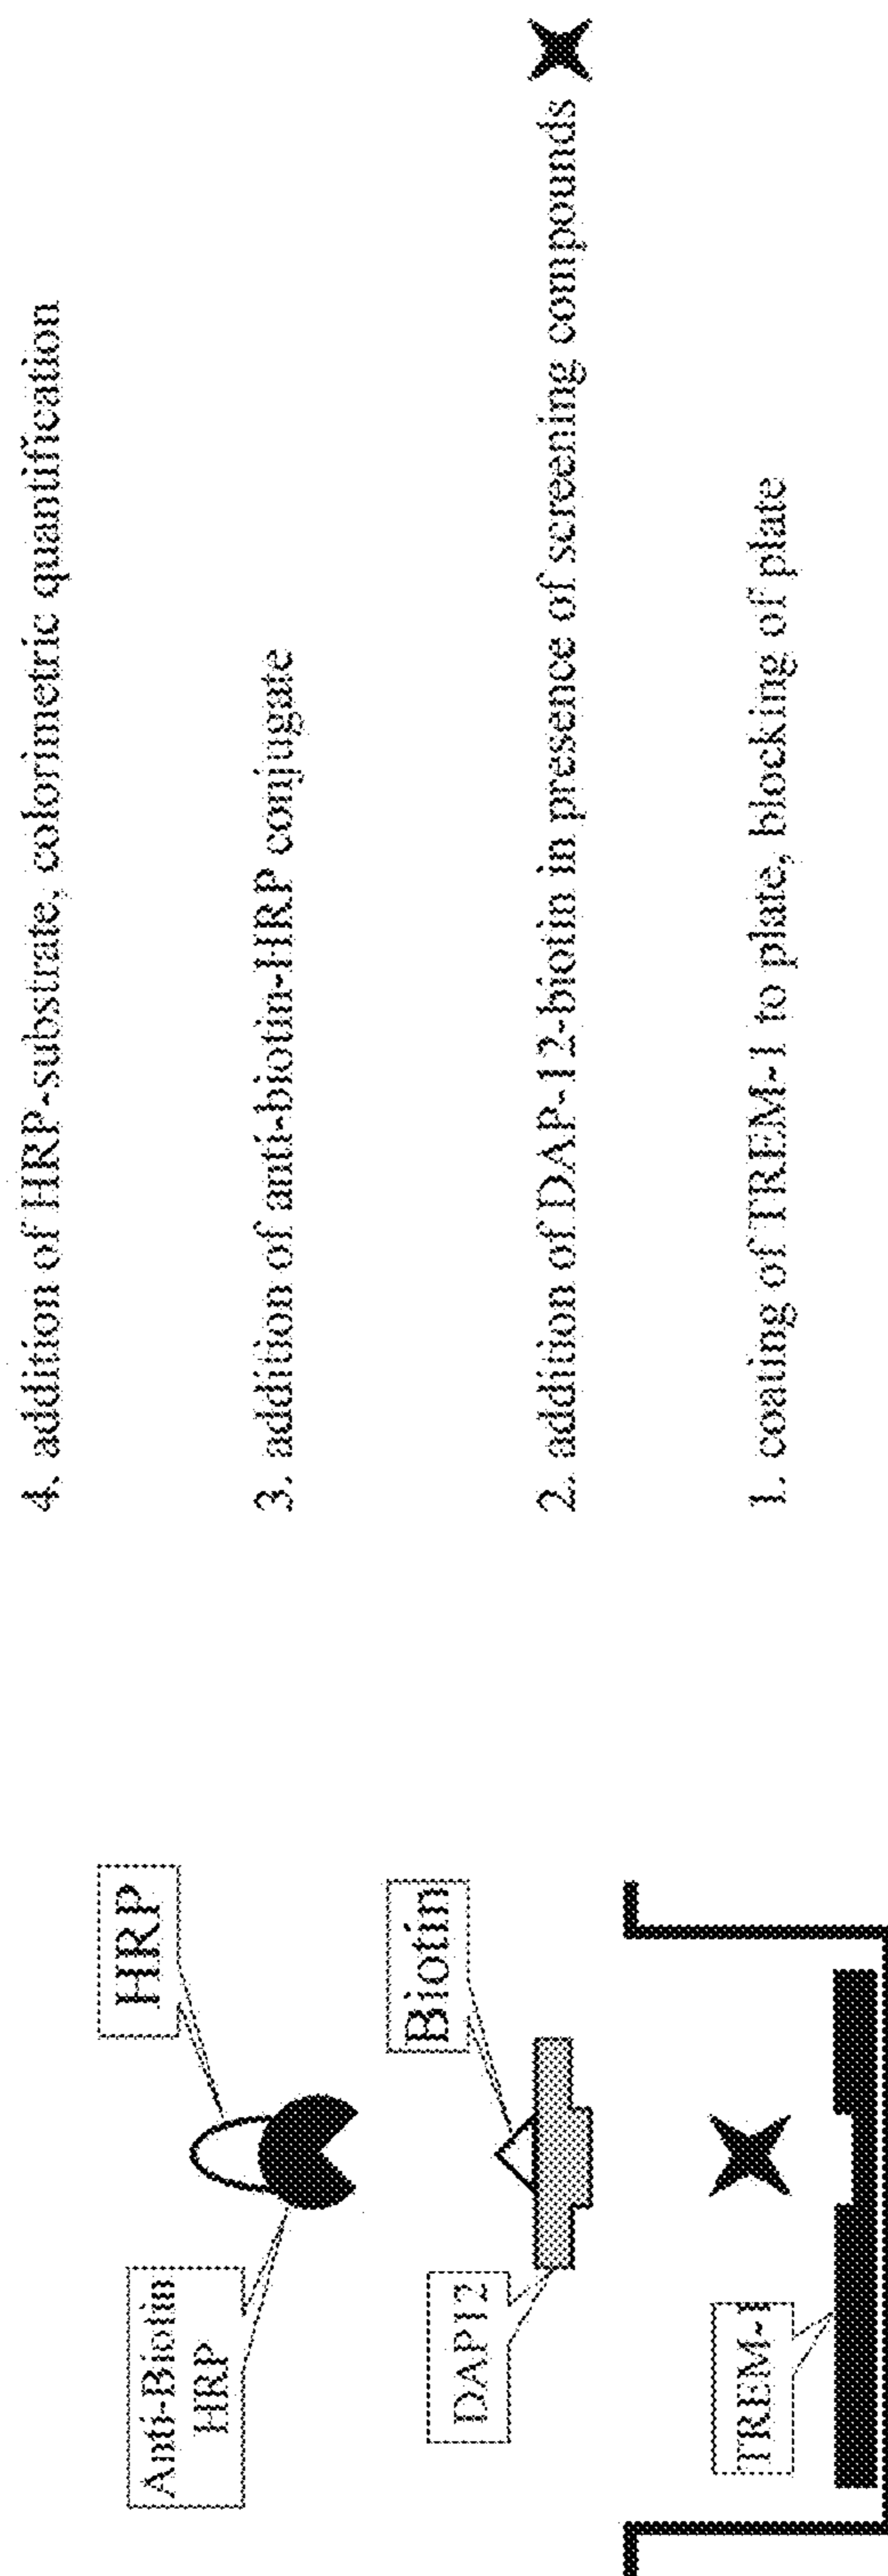 4. addition of HRP-substrate, colorimetric quantification
3. addition of anti-biotin-HRP conjugate
2. addition of DAP-12-biotin in presence of screening compounds
1. coating of TREM-1 to plate, blocking of plate
HRP
Anti-Biotin
HRP
Biotin
DAP12
TREM-1